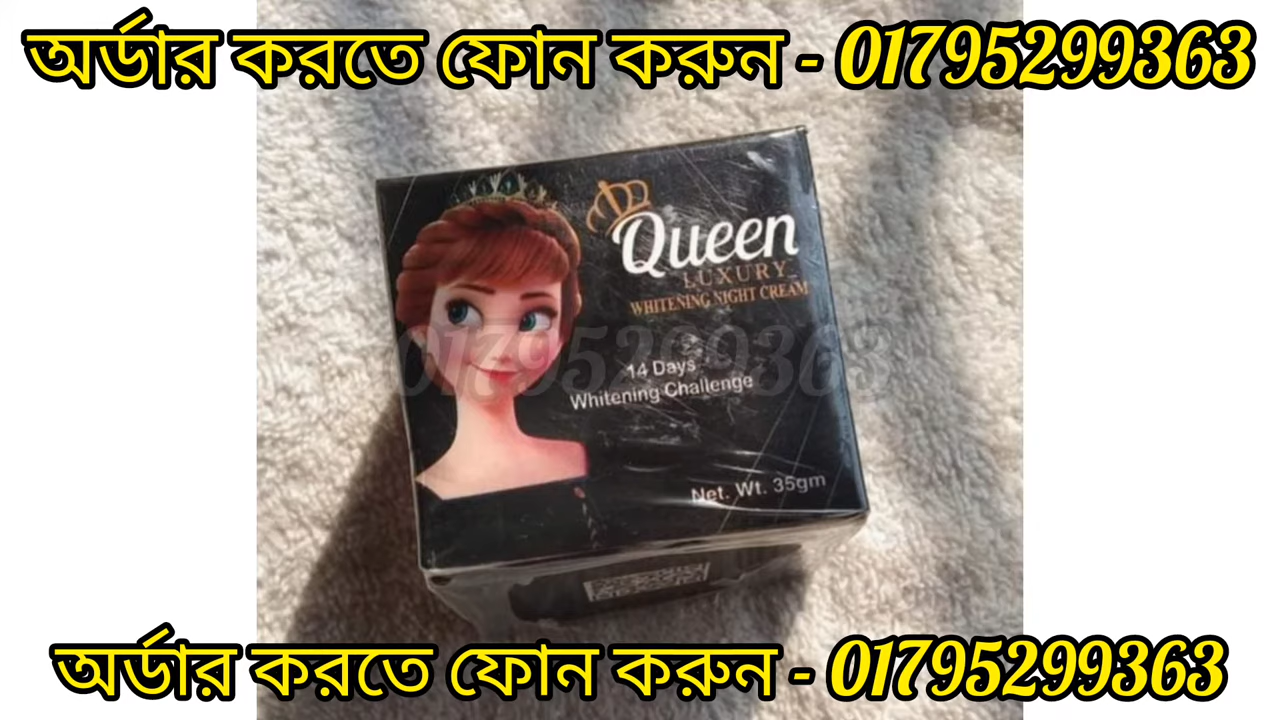 অর্ডার করতে ফোন করুন - 01795299363
Queen
LUXURY
WHITENING NIGHT CREAM
01795299363
14 Days
Whitening Challenge
Net. Wt. 35gm
অর্ডার করতে ফোন করুন - 01795299363